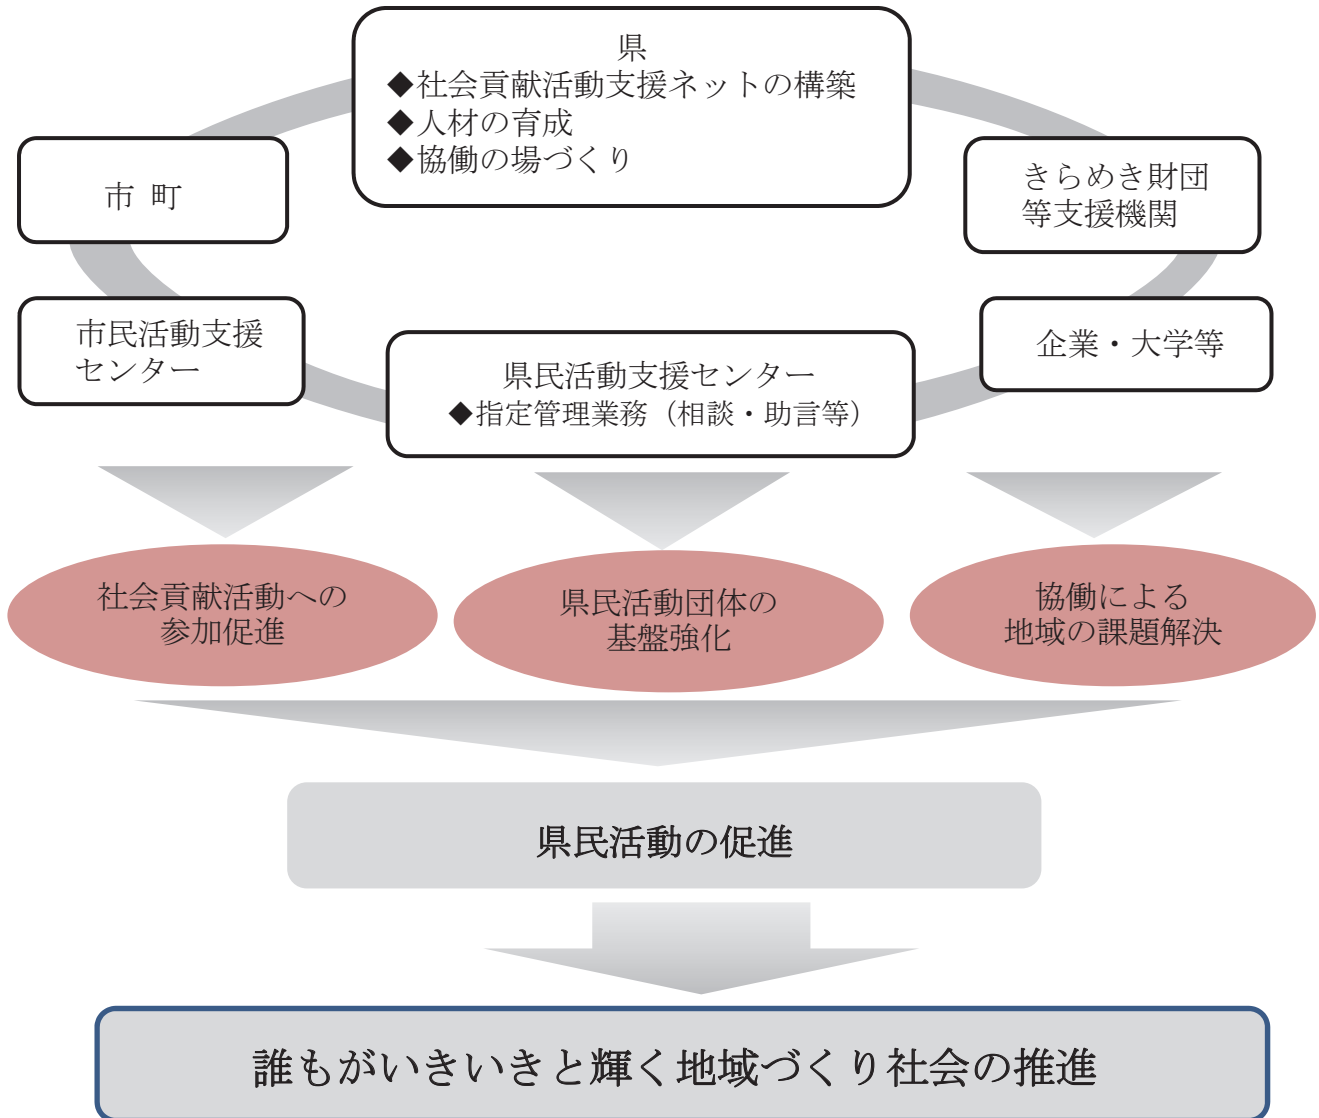 県
◆社会貢献活動支援ネットの構築
◆人材の育成
◆協働の場づくり
市 町
きらめき財団
等支援機関
市民活動支援
センター
県民活動支援センター
◆指定管理業務（相談・助言等）
企業・大学等
社会貢献活動への
参加促進
県民活動団体の
基盤強化
協働による
地域の課題解決
県民活動の促進
誰もがいきいきと輝く地域づくり社会の推進